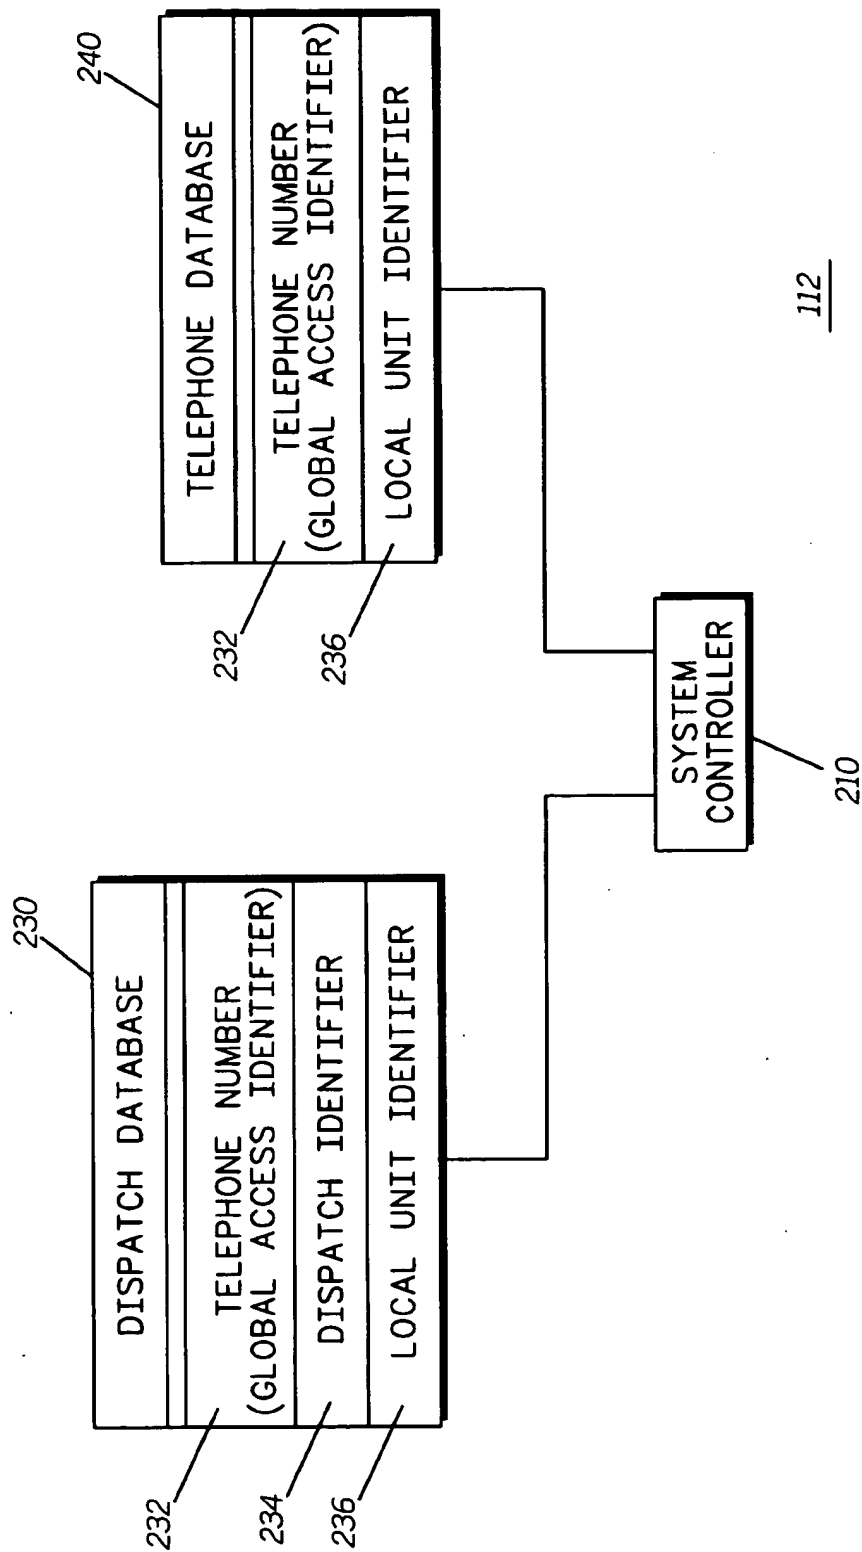 230
DISPATCH DATABASE
TELEPHONE NUMBER
(GLOBAL ACCESS IDENTIFIER)
DISPATCH IDENTIFIER
LOCAL UNIT IDENTIFIER
232
234
236
240
TELEPHONE DATABASE
TELEPHONE NUMBER
(GLOBAL ACCESS IDENTIFIER)
LOCAL UNIT IDENTIFIER
232
236
SYSTEM
CONTROLLER
210
112